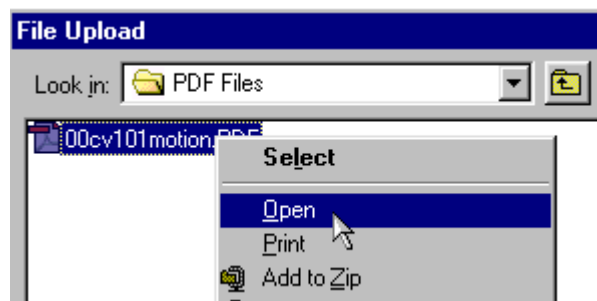 File Upload
Look in: PDF Files
00cv101motion.PDF
Select
Open
Print
Add to Zip